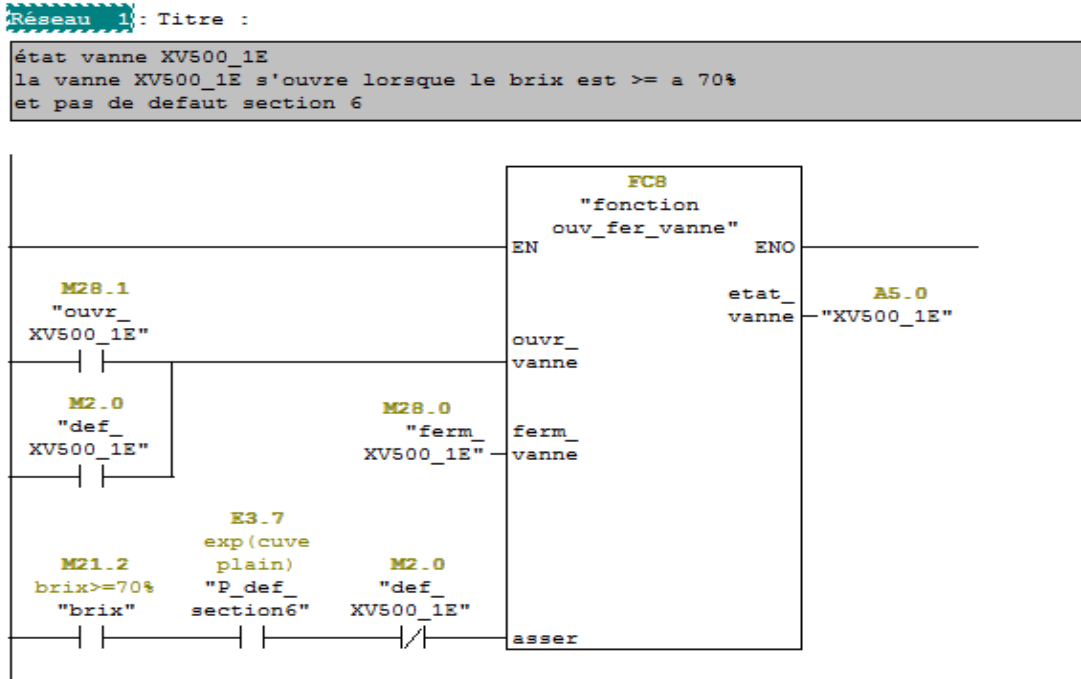 Réseau 1 : Titre :
état vanne XV500_1E
la vanne XV500_1E s'ouvre lorsque le brix est >= a 70%
et pas de defaut section 6
FC8
"fonction
ouv_fer_vanne"
EN
ENO
M28.1
"ouvr_
XV500_1E"
etat_
vanne
A5.0
"XV500_1E"
ouvr_
vanne
M2.0
"def_
XV500_1E"
M28.0
"ferm_
XV500_1E"
ferm_
vanne
M21.2
brix>=70%
"brix"
E3.7
exp(cuve
plain)
"P_def_
section6"
M2.0
"def_
XV500_1E"
asser